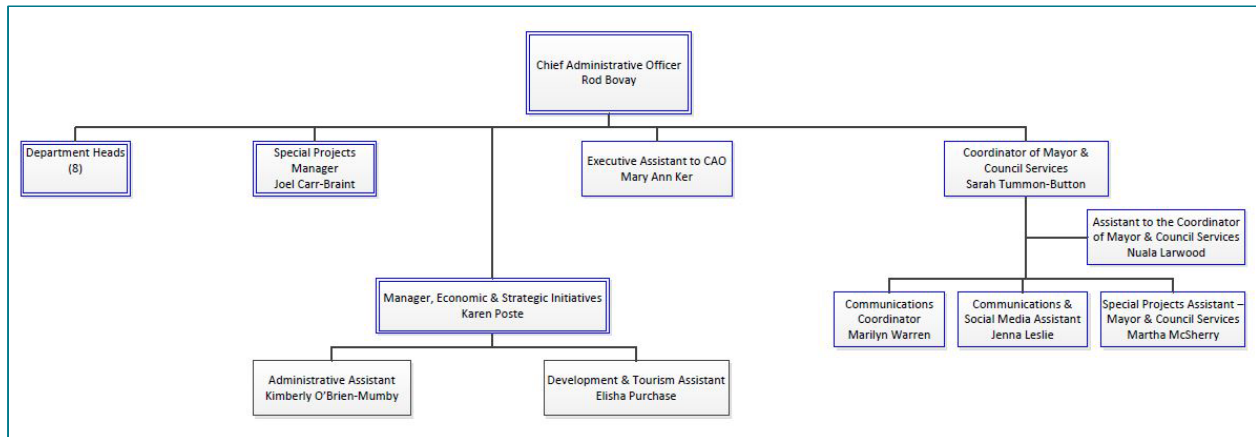 Chief Administrative Officer
Rod Bovay
Department Heads
(8)
Special Projects
Manager
Joel Carr-Braint
Executive Assistant to CAO
Mary Ann Ker
Coordinator of Mayor &
Council Services
Sarah Tummon-Button
Assistant to the Coordinator
of Mayor & Council Services
Nuala Larwood
Manager, Economic & Strategic Initiatives
Karen Poste
Communications
Coordinator
Marilyn Warren
Communications &
Social Media Assistant
Jenna Leslie
Special Projects Assistant –
Mayor & Council Services
Martha McSherry
Administrative Assistant
Kimberly O'Brien-Mumby
Development & Tourism Assistant
Elisha Purchase